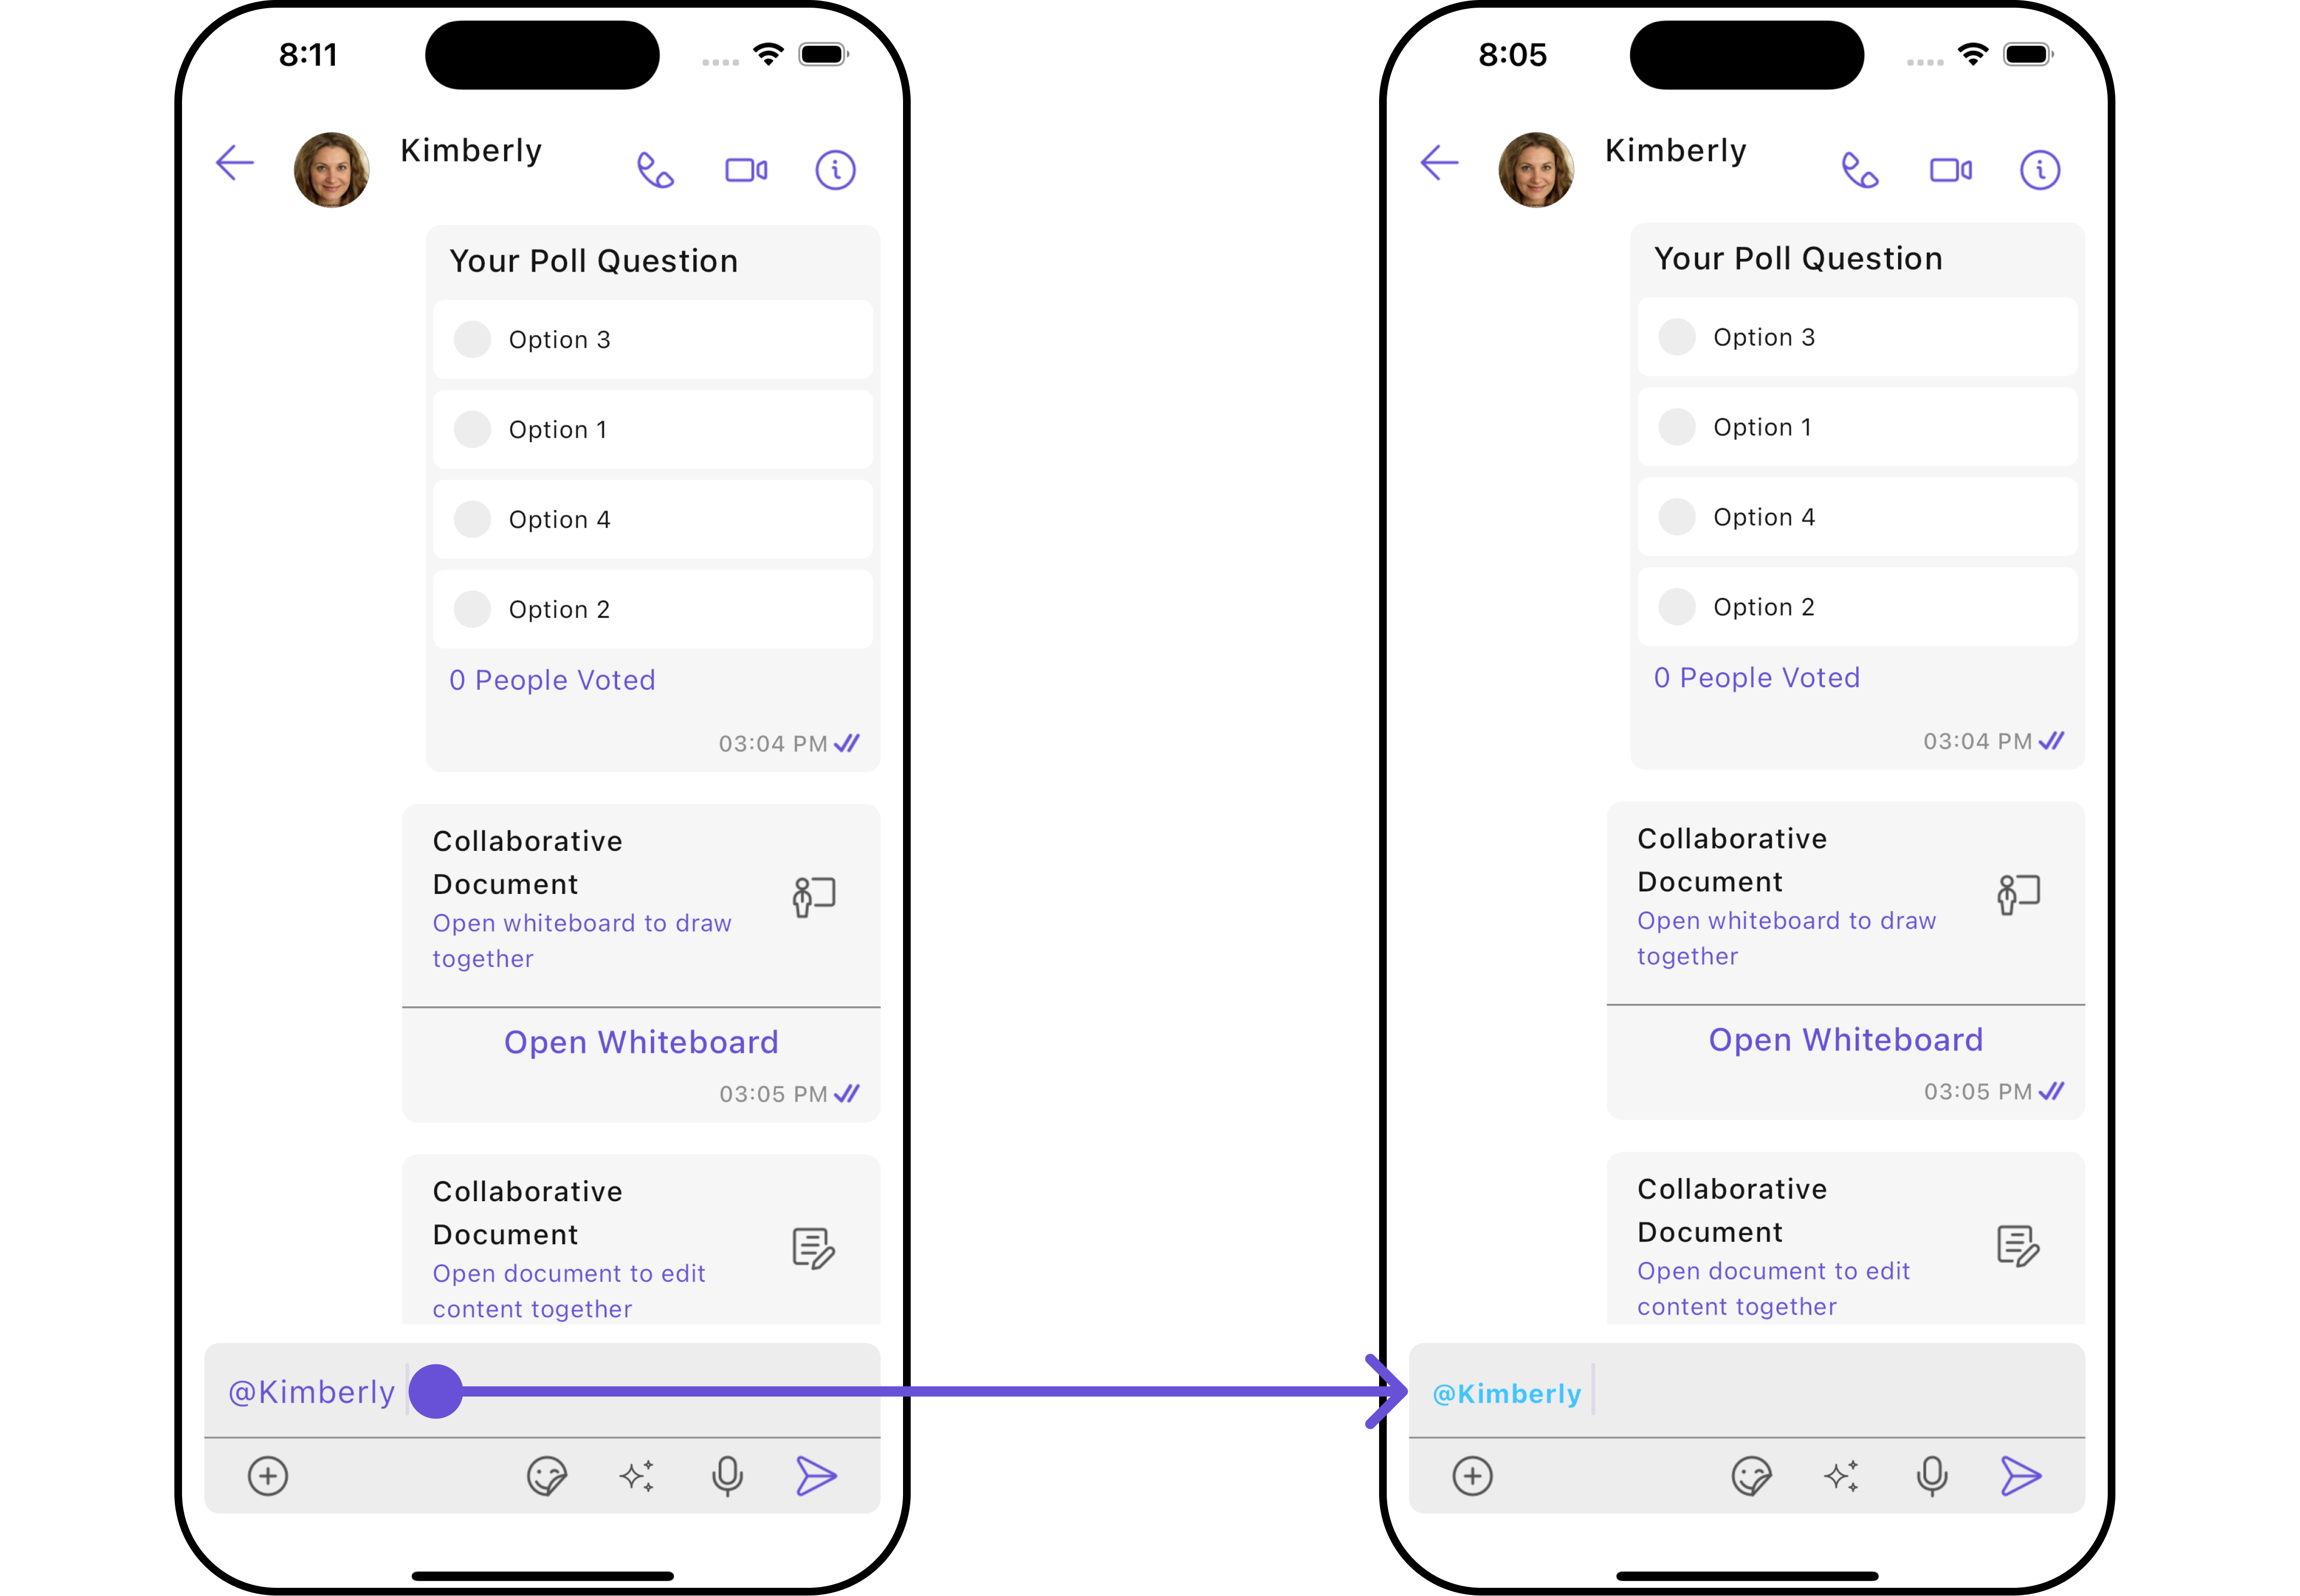 8:11
Kimberly
Your Poll Question
Option 3
Option 1
Option 4
Option 2
0 People Voted
03:04 PM
Collaborative
Document
Open whiteboard to draw
together
Open Whiteboard
03:05 PM
Collaborative
Document
Open document to edit
content together
@Kimberly
8:05
Kimberly
Your Poll Question
Option 3
Option 1
Option 4
Option 2
0 People Voted
03:04 PM
Collaborative
Document
Open whiteboard to draw
together
Open Whiteboard
03:05 PM
Collaborative
Document
Open document to edit
content together
@Kimberly